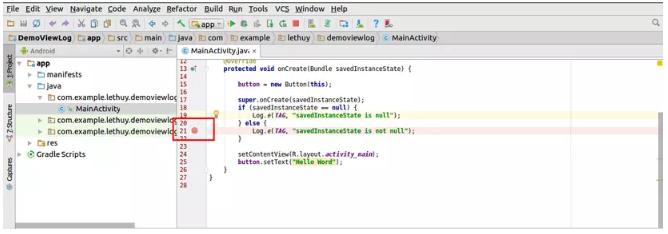 File Edit View Navigate Code Analyze Refactor Build Run Tools VCS Window Help
app
DemoViewLog app src main java com example lethuy demoviewlog MainActivity
Android
MainActivity.java ×
1: Project
7: Structure
Captures
app
manifests
java
com.example.lethuy.demoviewlog
MainActivity
com.example.lethuy.demoviewlog
com.example.lethuy.demoviewlog
res
Gradle Scripts
12 @Override
13 protected void onCreate(Bundle savedInstanceState) {
14
15 button = new Button(this);
16
17 super.onCreate(savedInstanceState);
18 if (savedInstanceState == null) {
19 Log.e(TAG, "savedInstanceState is null");
20 } else {
21 Log.e(TAG, "savedInstanceState is not null");
22 }
23
24 setContentView(R.layout.activity_main);
25 button.setText("Hello Word");
26 }
27 }
28